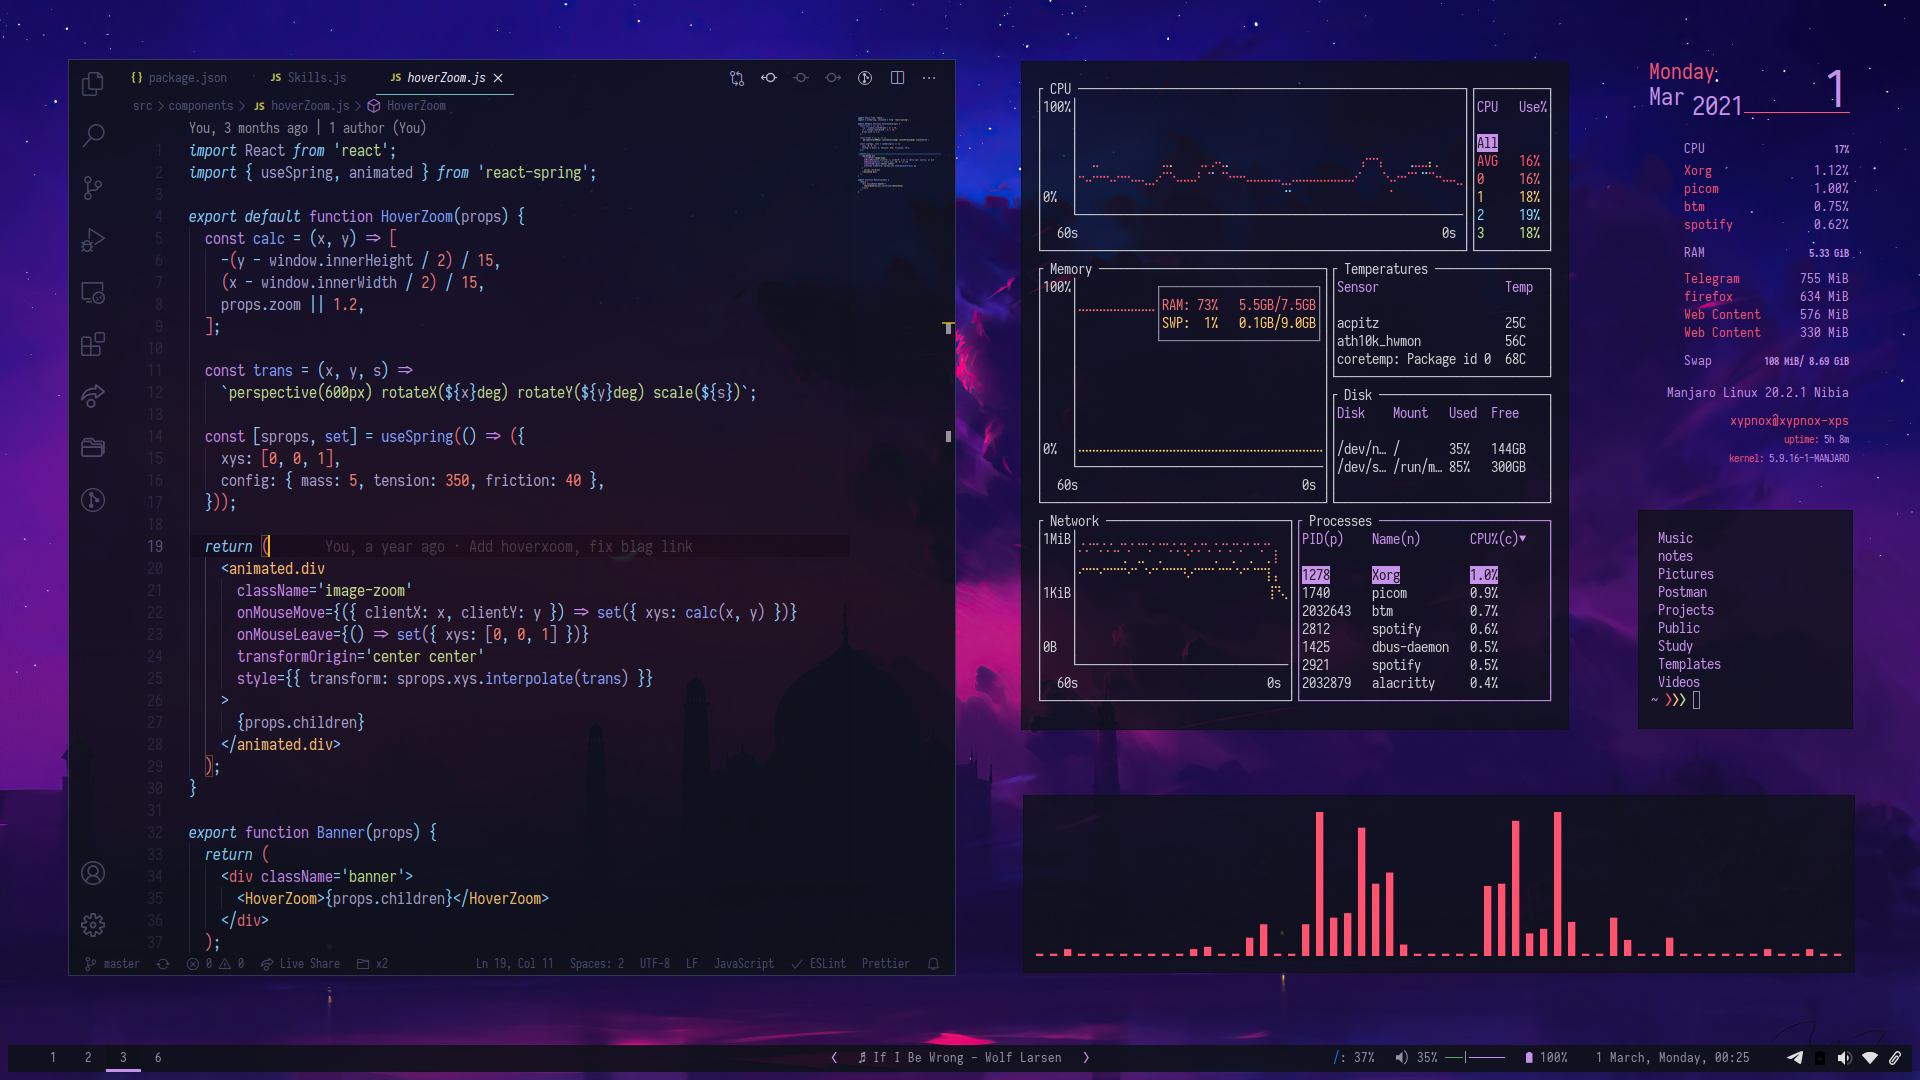 package.json
JS Skills.js
JS hoverZoom.js
src > components > JS hoverZoom.js > HoverZoom
You, 3 months ago | 1 author (You)
1 import React from 'react';
2 import { useSpring, animated } from 'react-spring';
3
4 export default function HoverZoom(props) {
5 const calc = (x, y) => [
6 -(y - window.innerHeight / 2) / 15,
7 (x - window.innerWidth / 2) / 15,
8 props.zoom || 1.2,
9 ];
10
11 const trans = (x, y, s) =>
12 `perspective(600px) rotateX(${x}deg) rotateY(${y}deg) scale(${s})`;
13
14 const [sprops, set] = useSpring(() => ({
15 xys: [0, 0, 1],
16 config: { mass: 5, tension: 350, friction: 40 },
17 }));
18
19 return ( You, a year ago · Add hoverxoom, fix blag link
20 <animated.div
21 className='image-zoom'
22 onMouseMove={({ clientX: x, clientY: y }) => set({ xys: calc(x, y) })}
23 onMouseLeave={() => set({ xys: [0, 0, 1] })}
24 transformOrigin='center center'
25 style={{ transform: sprops.xys.interpolate(trans) }}
26 >
27 {props.children}
28 </animated.div>
29 );
30 }
31
32 export function Banner(props) {
33 return (
34 <div className='banner'>
35 <HoverZoom>{props.children}</HoverZoom>
36 </div>
37 );
master 0 0 Live Share x2 Ln 19, Col 11 Spaces: 2 UTF-8 LF JavaScript ESLint Prettier
CPU
100%
0%
60s 0s
CPU Use%
All
AVG 16%
0 16%
1 18%
2 19%
3 18%
Memory
100%
RAM: 73% 5.5GB/7.5GB
SWP: 1% 0.1GB/9.0GB
0%
60s 0s
Temperatures
Sensor Temp
acpitz 25C
ath10k_hwmon 56C
coretemp: Package id 0 68C
Disk
Disk Mount Used Free
/dev/n… / 35% 144GB
/dev/s… /run/m… 85% 300GB
Network
1MiB
1KiB
0B
60s 0s
Processes
PID(p) Name(n) CPU%(c)▼
1278 Xorg 1.0%
1740 picom 0.9%
2032643 btm 0.7%
2812 spotify 0.6%
1425 dbus-daemon 0.5%
2921 spotify 0.5%
2032879 alacritty 0.4%
Monday,
Mar 2021 1
CPU 17%
Xorg 1.12%
picom 1.00%
btm 0.75%
spotify 0.62%
RAM 5.33 GiB
Telegram 755 MiB
firefox 634 MiB
Web Content 576 MiB
Web Content 330 MiB
Swap 108 MiB/ 8.69 GiB
Manjaro Linux 20.2.1 Nibia
xypnox@xypnox-xps
uptime: 5h 8m
kernel: 5.9.16-1-MANJARO
Music
notes
Pictures
Postman
Projects
Public
Study
Templates
Videos
~ ❯❯❯
1 2 3 6
If I Be Wrong - Wolf Larsen
/: 37% 35% 100% 1 March, Monday, 00:25